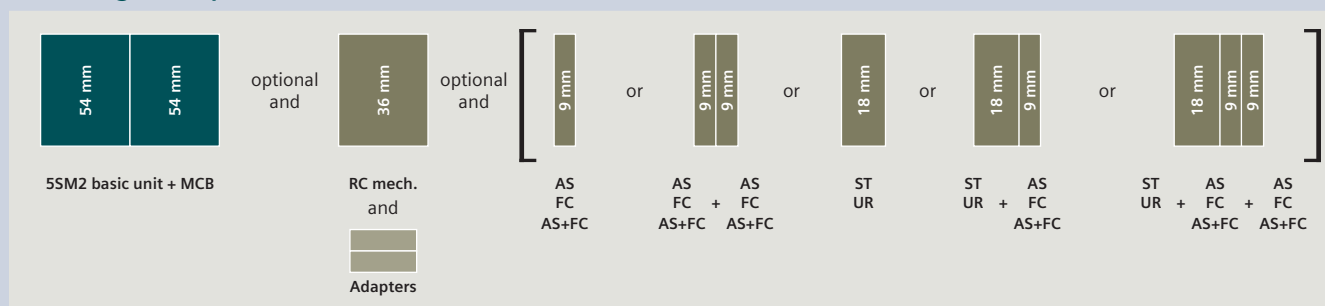 54 mm
54 mm
optional
and
36 mm
optional
and
9 mm
or
9 mm
9 mm
or
18 mm
or
18 mm
9 mm
or
18 mm
9 mm
9 mm
5SM2 basic unit + MCB
RC mech.
and
Adapters
AS
FC
AS+FC
AS AS
FC + FC
AS+FC AS+FC
ST
UR
ST AS
UR + FC
AS+FC
ST AS AS
UR + FC + FC
AS+FC AS+FC